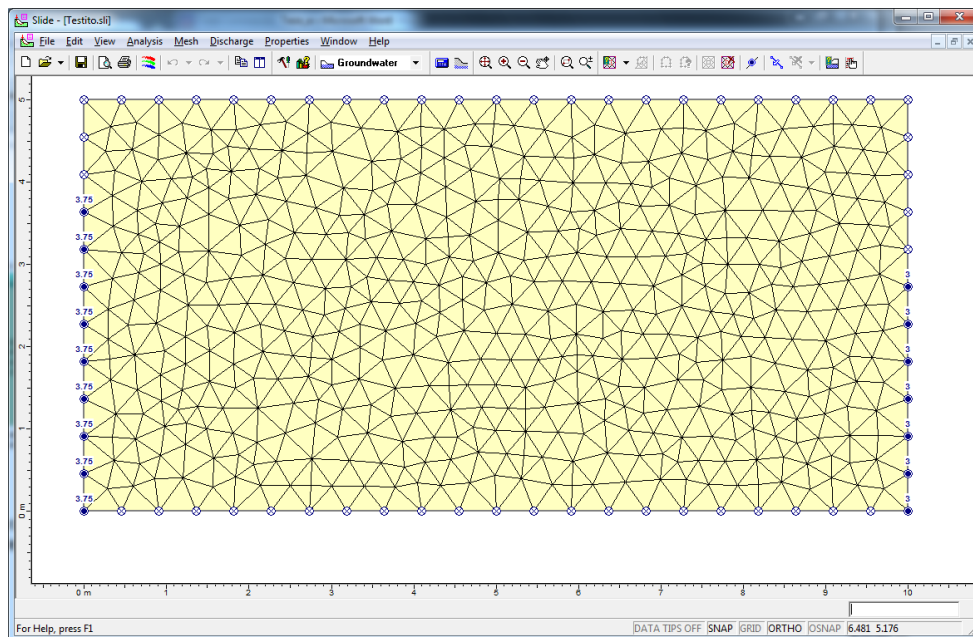 Slide - [Testito.sli]
File Edit View Analysis Mesh Discharge Properties Window Help
Groundwater
5
4
3.75
3.75
3
3.75 3
3.75 3
2
3.75 3
3.75 3
1
3.75 3
3.75 3
3.75 3
0 m
0 m 1 2 3 4 5 6 7 8 9 10
For Help, press F1 DATA TIPS OFF SNAP GRID ORTHO OSNAP 6.481 5.176